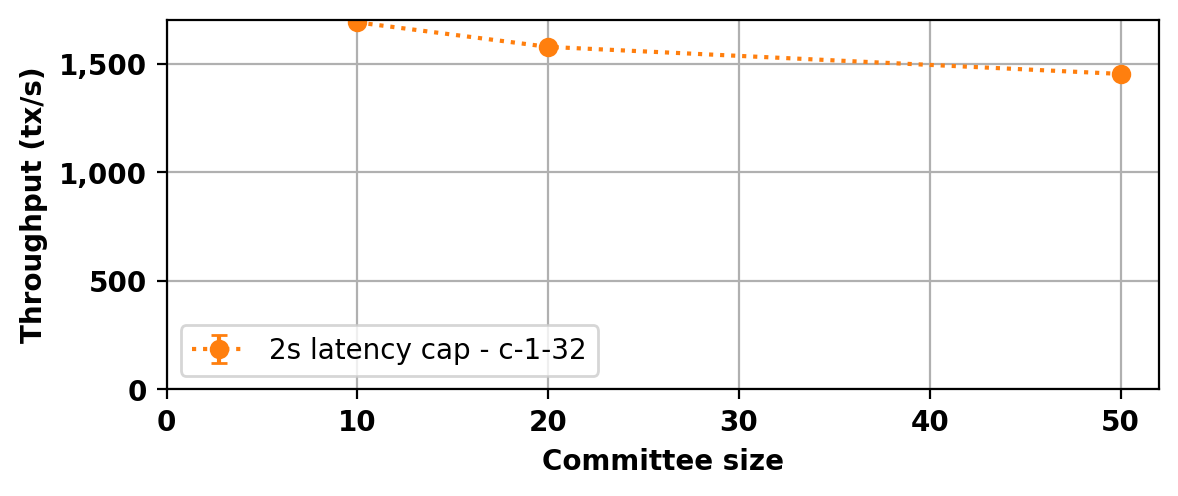 Throughput (tx/s)
1,500
1,000
500
0
2s latency cap - c-1-32
0 10 20 30 40 50
Committee size